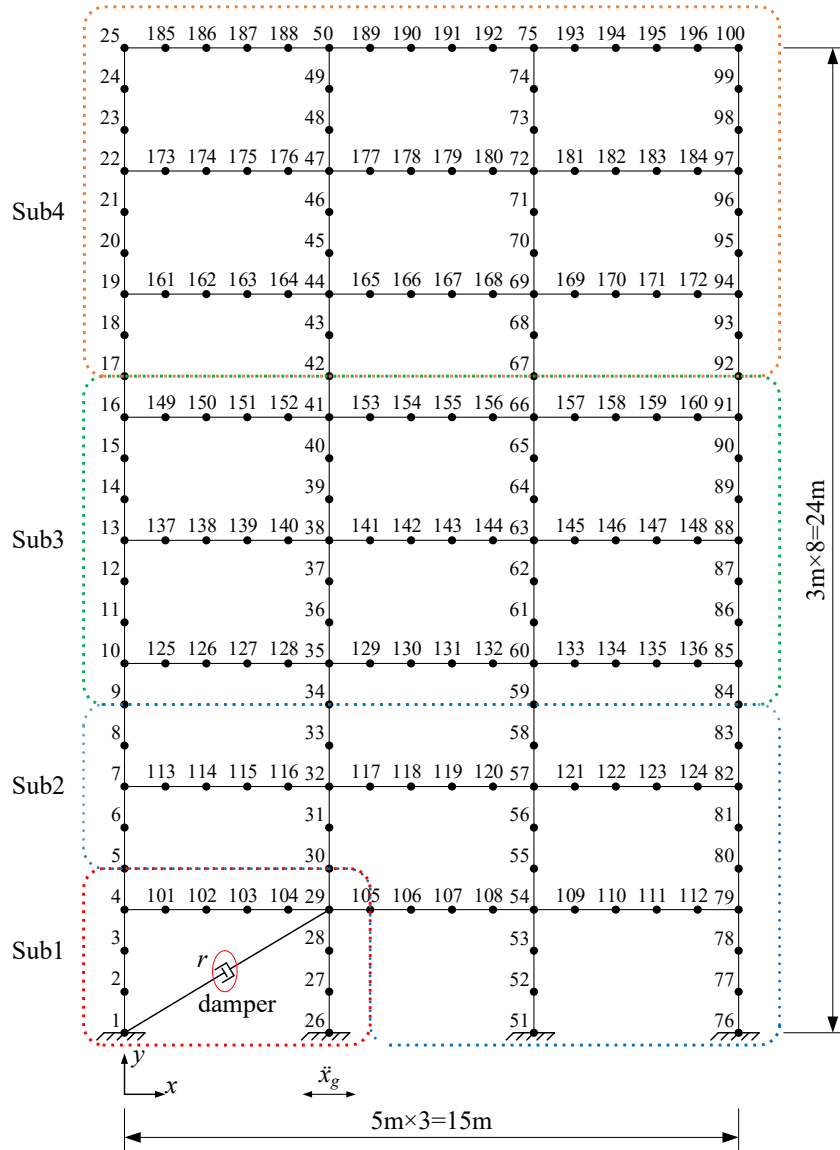 25 185 186 187 188 50 189 190 191 192 75 193 194 195 196 100
24 49 74 99
23 48 73 98
22 173 174 175 176 47 177 178 179 180 72 181 182 183 184 97
Sub4 21 46 71 96
20 45 70 95
19 161 162 163 164 44 165 166 167 168 69 169 170 171 172 94
18 43 68 93
17 42 67 92
16 149 150 151 152 41 153 154 155 156 66 157 158 159 160 91
15 40 65 90
14 39 64 89
Sub3 13 137 138 139 140 38 141 142 143 144 63 145 146 147 148 88
3m×8=24m
12 37 62 87
11 36 61 86
10 125 126 127 128 35 129 130 131 132 60 133 134 135 136 85
9 34 59 84
8 33 58 83
Sub2 7 113 114 115 116 32 117 118 119 120 57 121 122 123 124 82
6 31 56 81
5 30 55 80
4 101 102 103 104 29 105 106 107 108 54 109 110 111 112 79
Sub1 3 r 28 53 78
2 damper 27 52 77
1 26 51 76
y
x ẍg
5m×3=15m